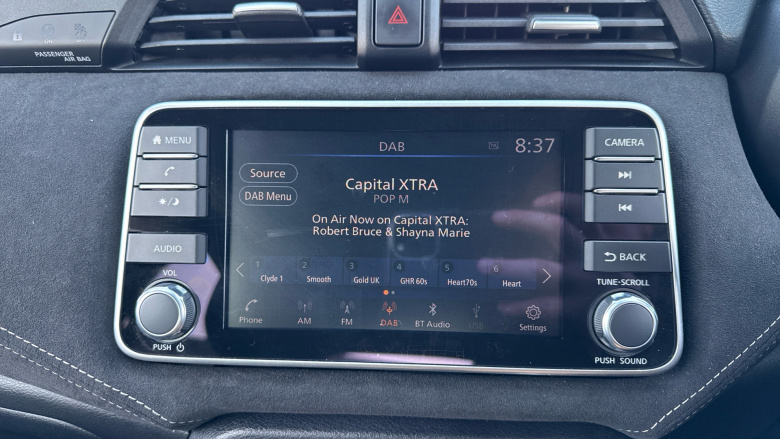 PASSENGER
AIR BAG
MENU
AUDIO
VOL
PUSH
DAB
8:37
Source
DAB Menu
Capital XTRA
POP M
On Air Now on Capital XTRA:
Robert Bruce & Shayna Marie
1 2 3 4 5 6
Clyde 1 Smooth Gold UK GHR 60s Heart70s Heart
Phone AM FM DAB BT Audio USB Settings
CAMERA
BACK
TUNE-SCROLL
PUSH SOUND